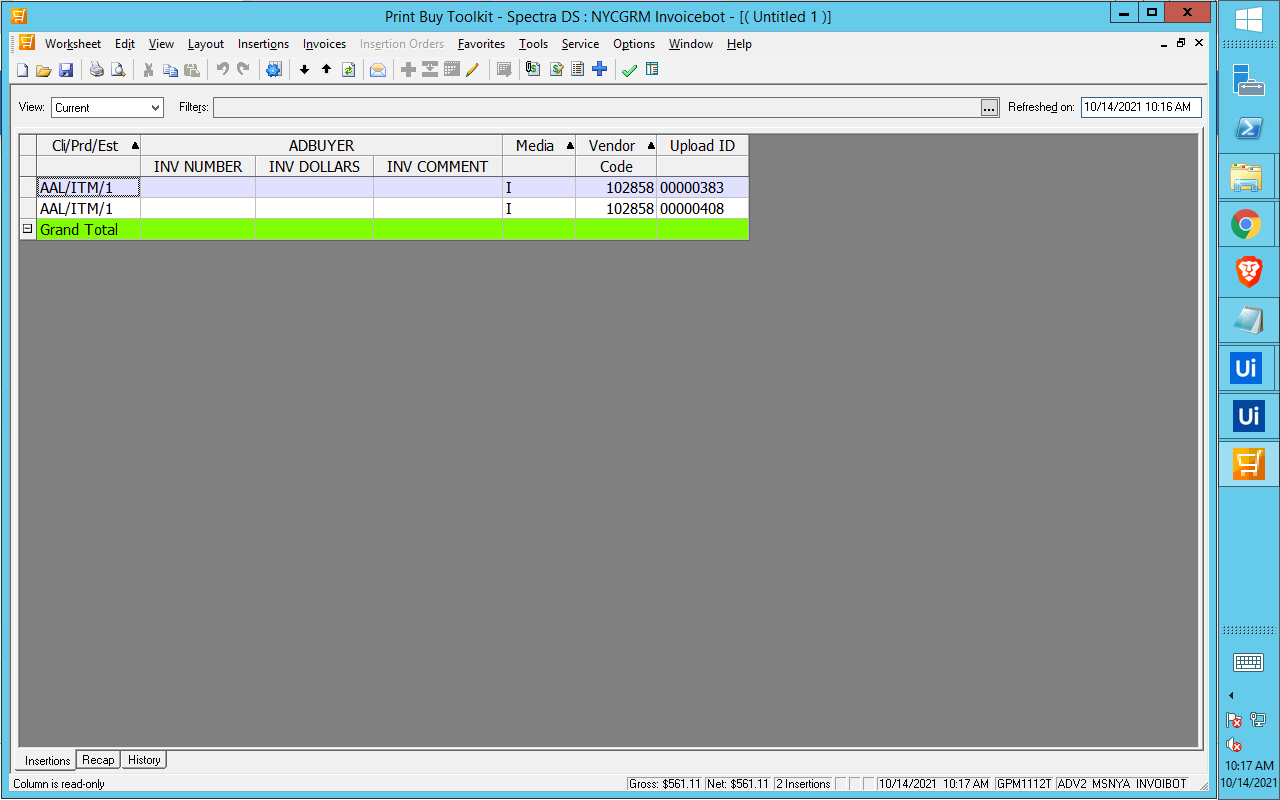 Print Buy Toolkit - Spectra DS : NYCGRM Invoicebot - [( Untitled 1 )]
Worksheet Edit View Layout Insertions Invoices Insertion Orders Favorites Tools Service Options Window Help
View: Current Filters: ... Refreshed on: 10/14/2021 10:16 AM
Cli/Prd/Est ADBUYER Media Vendor Upload ID
INV NUMBER INV DOLLARS INV COMMENT Code
AAL/ITM/1 I 102858 00000383
AAL/ITM/1 I 102858 00000408
Grand Total
Ui
Ui
Insertions Recap History
Column is read-only Gross: $561.11 Net: $561.11 2 Insertions 10/14/2021 10:17 AM GPM1112T ADV2 MSNYA INVOIBOT
10:17 AM
10/14/2021